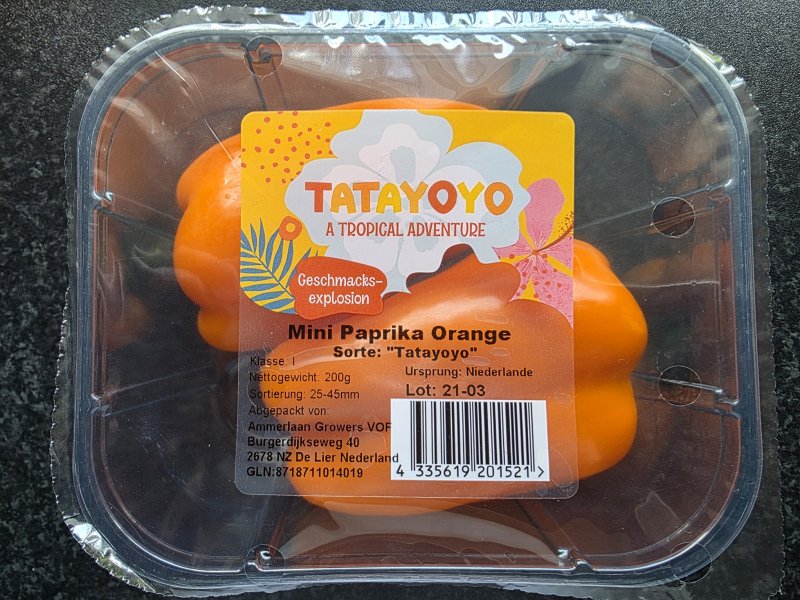 TATAYOYO
A TROPICAL ADVENTURE
Geschmacks-
explosion
Mini Paprika Orange
Sorte: "Tatayoyo"
Klasse: I
Nettogewicht: 200g
Sortierung: 25-45mm
Abgepackt von:
Ursprung: Niederlande
Lot: 21-03
Ammerlaan Growers VOF
Burgerdijkseweg 40
2678 NZ De Lier Nederland
GLN:8718711014019
4 335619 201521 >